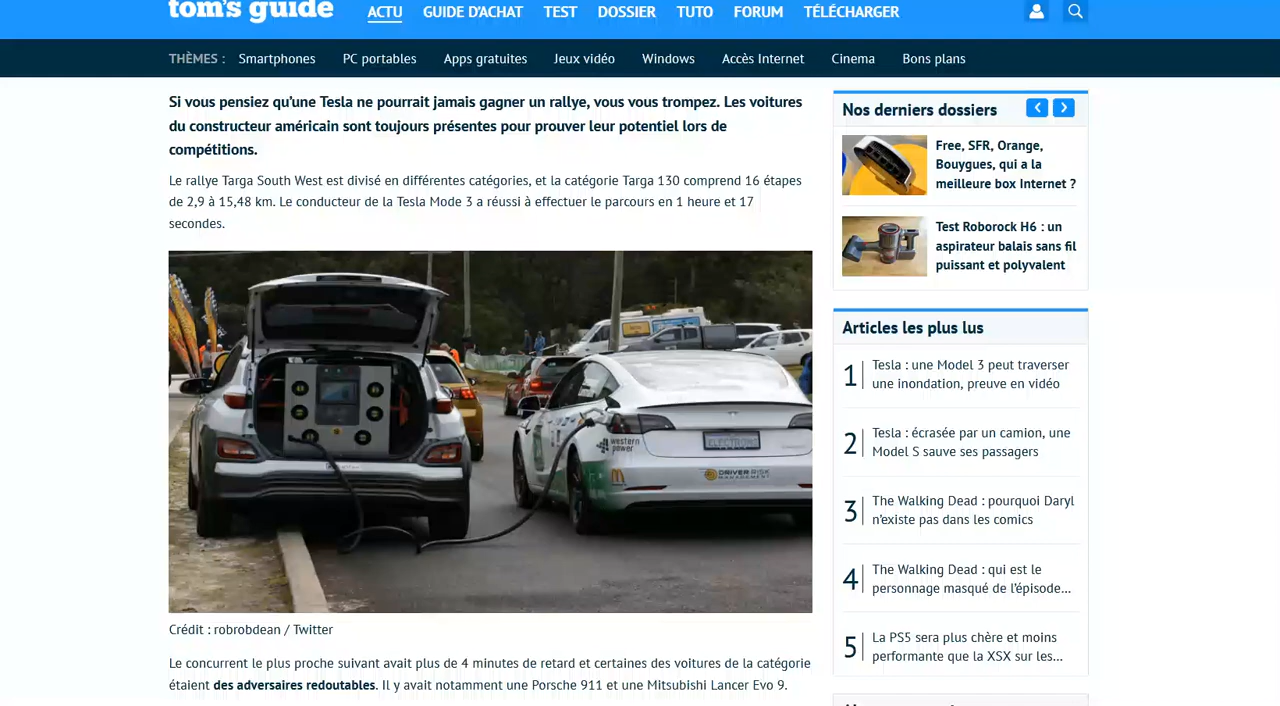 tom's guide
ACTU GUIDE D'ACHAT TEST DOSSIER TUTO FORUM TÉLÉCHARGER
THÈMES : Smartphones PC portables Apps gratuites Jeux vidéo Windows Accès Internet Cinema Bons plans
Si vous pensiez qu'une Tesla ne pourrait jamais gagner un rallye, vous vous trompez. Les voitures
du constructeur américain sont toujours présentes pour prouver leur potentiel lors de
compétitions.
Le rallye Targa South West est divisé en différentes catégories, et la catégorie Targa 130 comprend 16 étapes
de 2,9 à 15,48 km. Le conducteur de la Tesla Mode 3 a réussi à effectuer le parcours en 1 heure et 17
secondes.
western
power
ELECTRON5
DRIVER RISK
MANAGEMENT
Crédit : robrobdean / Twitter
Le concurrent le plus proche suivant avait plus de 4 minutes de retard et certaines des voitures de la catégorie
étaient des adversaires redoutables. Il y avait notamment une Porsche 911 et une Mitsubishi Lancer Evo 9.
Nos derniers dossiers
Free, SFR, Orange,
Bouygues, qui a la
meilleure box Internet ?
Test Roborock H6 : un
aspirateur balais sans fil
puissant et polyvalent
Articles les plus lus
1 Tesla : une Model 3 peut traverser
une inondation, preuve en vidéo
2 Tesla : écrasée par un camion, une
Model S sauve ses passagers
3 The Walking Dead : pourquoi Daryl
n'existe pas dans les comics
4 The Walking Dead : qui est le
personnage masqué de l'épisode...
5 La PS5 sera plus chère et moins
performante que la XSX sur les...